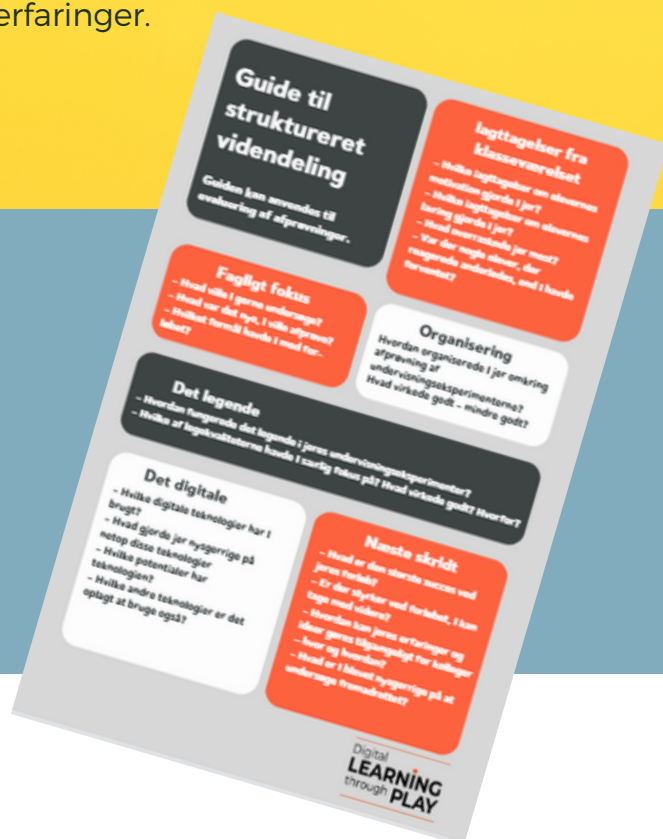 erfaringer.
Guide til
struktureret
videndeling
Guiden kan anvendes til
evaluering af afprøvninger.
Iagttagelser fra
klasseværelset
– Hvilke iagttagelser om elevernes
motivation gjorde I jer?
– Hvilke iagttagelser om elevernes
læring gjorde I jer?
– Hvad overraskede jer mest?
– Var der nogle elever, der
reagerede anderledes, end I havde
forventet?
Fagligt fokus
– Hvad ville I gerne undersøge?
– Hvad var det nye, I ville afprøve?
– Hvilket formål havde I med for-
løbet?
Organisering
Hvordan organiserede I jer omkring
afprøvning af
undervisningseksperimenterne?
Hvad virkede godt – mindre godt?
Det legende
– Hvordan fungerede det legende i jeres undervisningseksperimenter?
– Hvilke af legekvaliteterne havde I særlig fokus på? Hvad virkede godt? Hvorfor?
Det digitale
– Hvilke digitale teknologier har I
brugt?
– Hvad gjorde jer nysgerrige på
netop disse teknologier
– Hvilke potentialer har
teknologien?
– Hvilke andre teknologier er det
oplagt at bruge også?
Næste skridt
– Hvad er den største succes ved
jeres forløb?
– Er der styrker ved forløbet, I kan
tage med videre?
– Hvordan kan jeres erfaringer og
ideer gøres tilgængeligt for kolleger
– hvor og hvordan?
– Hvad er I blevet nysgerrige på at
undersøge fremadrettet?
Digital
LEARNING
through PLAY